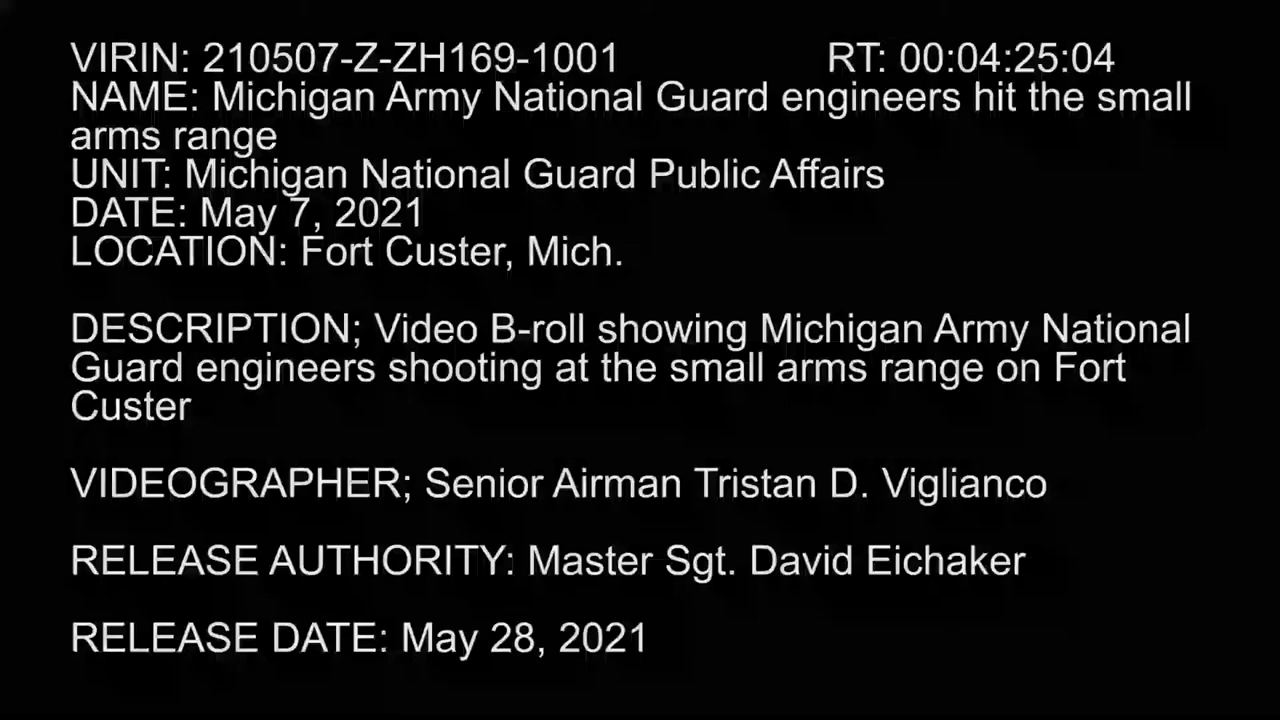 VIRIN: 210507-Z-ZH169-1001 RT: 00:04:25:04
NAME: Michigan Army National Guard engineers hit the small
arms range
UNIT: Michigan National Guard Public Affairs
DATE: May 7, 2021
LOCATION: Fort Custer, Mich.
DESCRIPTION; Video B-roll showing Michigan Army National
Guard engineers shooting at the small arms range on Fort
Custer
VIDEOGRAPHER; Senior Airman Tristan D. Viglianco
RELEASE AUTHORITY: Master Sgt. David Eichaker
RELEASE DATE: May 28, 2021